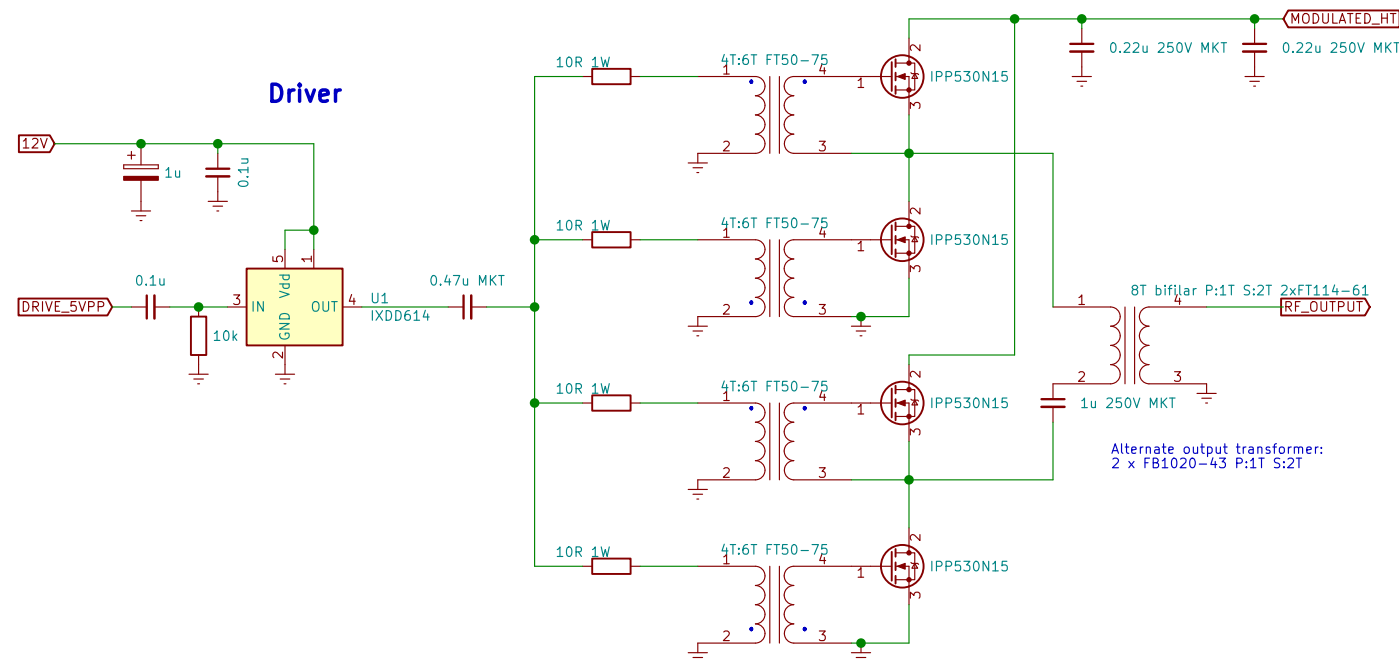 MODULATED_HT
0.22u 250V MKT
0.22u 250V MKT
10R 1W
4T:6T FT50-75
1
4
2
1
IPP530N15
3
2
3
Driver
12V
+
1u
0.1u
10R 1W
4T:6T FT50-75
1
4
2
1
IPP530N15
3
2
3
5
1
Vdd
0.1u
DRIVE_5VPP
3
IN
OUT
4
U1
IXDD614
GND
2
10k
0.47u MKT
8T bifilar P:1T S:2T 2xFT114-61
1
4
RF_OUTPUT
2
3
1u 250V MKT
10R 1W
4T:6T FT50-75
1
4
2
1
IPP530N15
3
2
3
Alternate output transformer:
2 x FB1020-43 P:1T S:2T
10R 1W
4T:6T FT50-75
1
4
2
1
IPP530N15
3
2
3